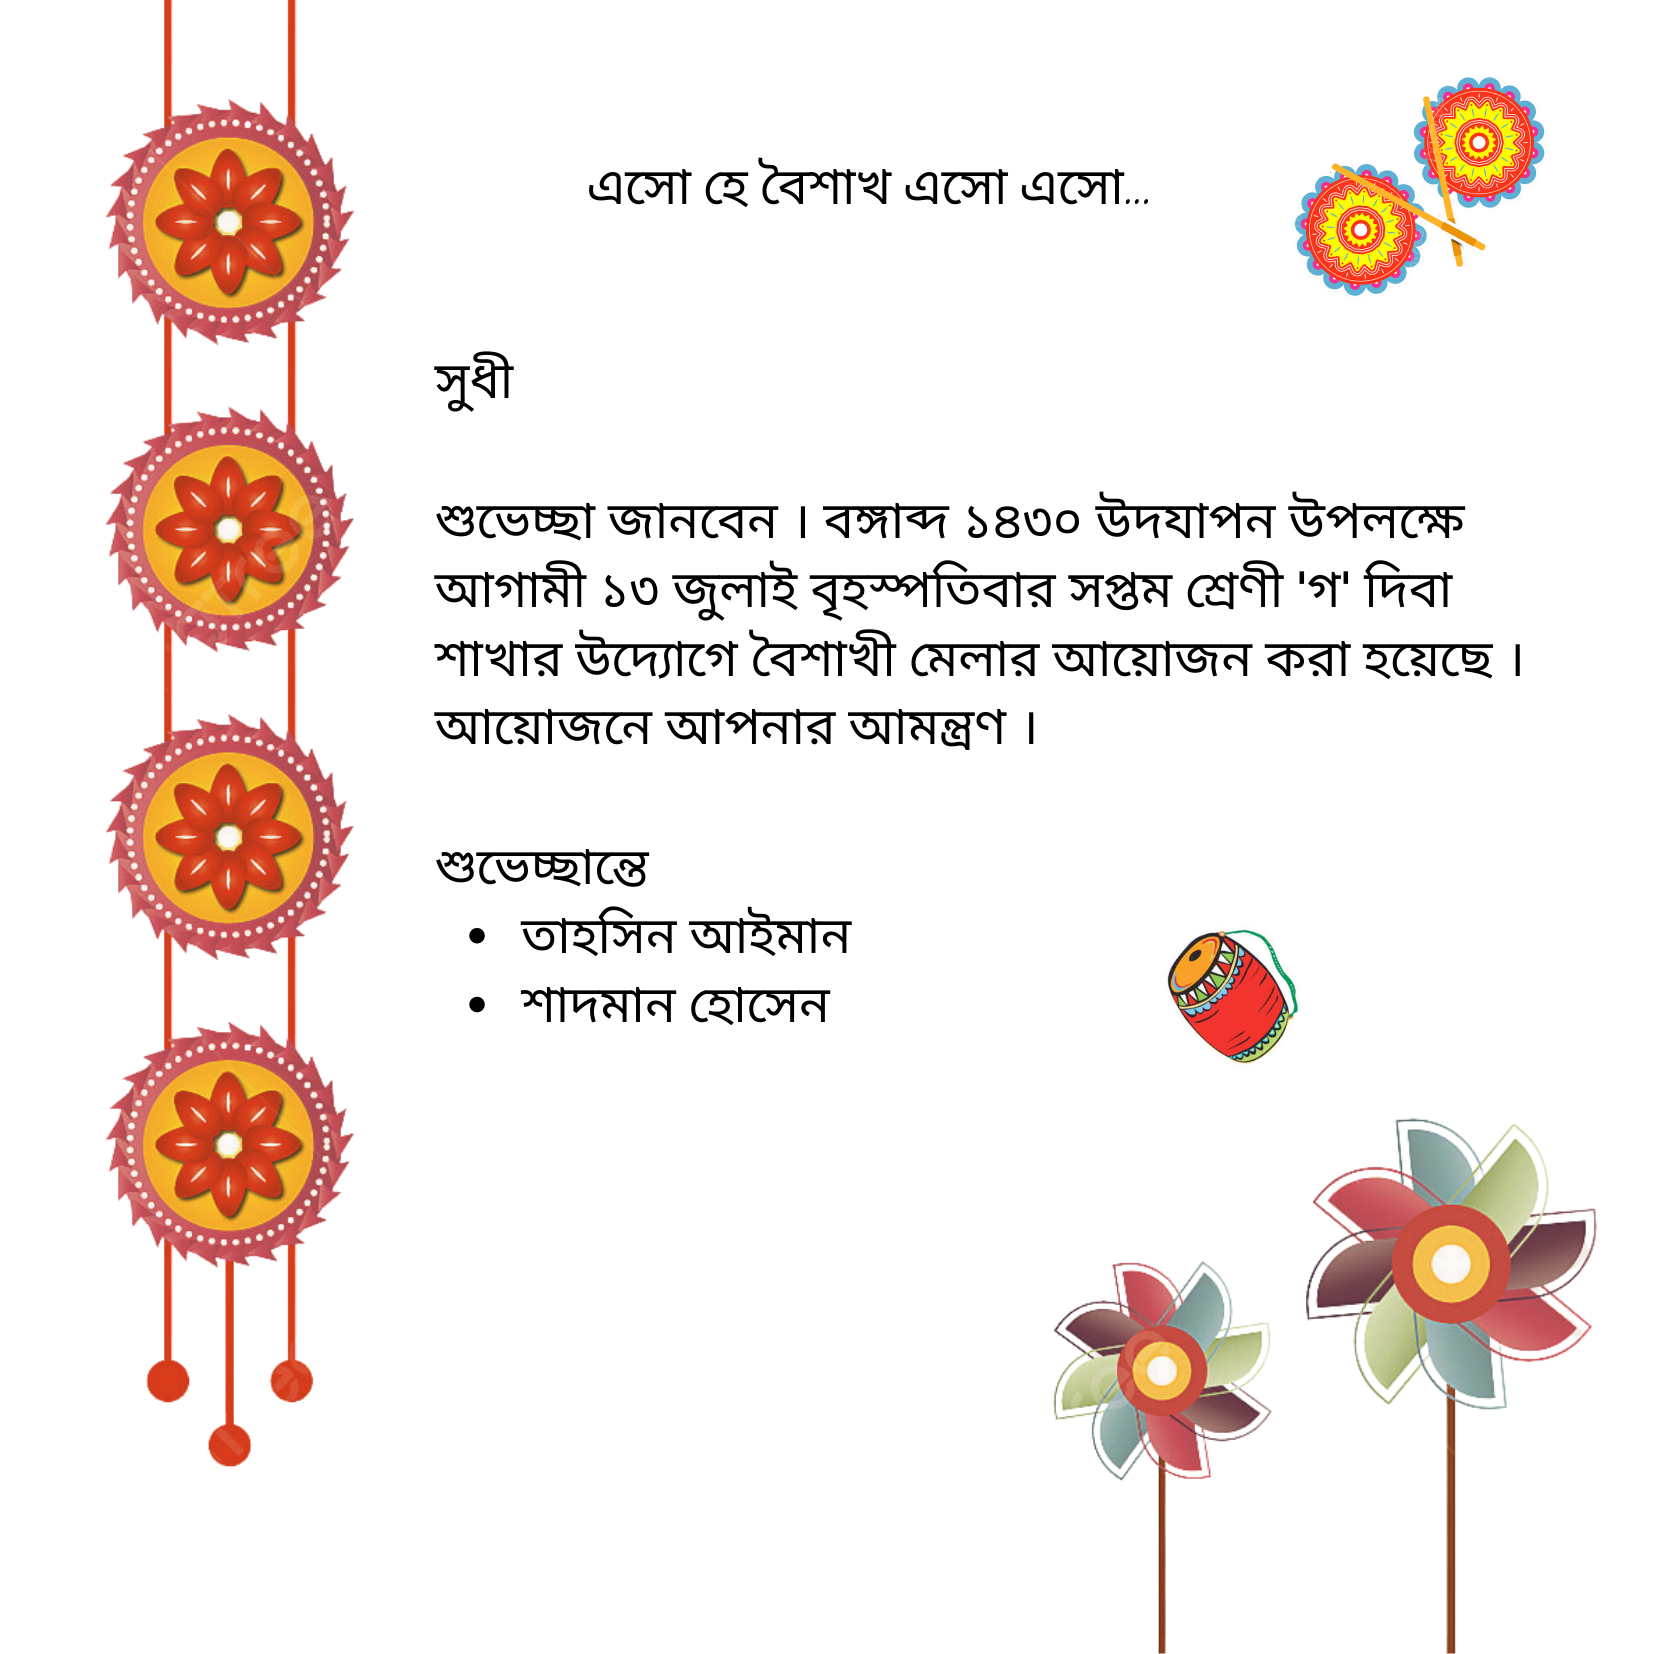 এসো হে বৈশাখ এসো এসো...
সুধী
শুভেচ্ছা জানবেন । বঙ্গাব্দ ১৪৩০ উদযাপন উপলক্ষে
আগামী ১৩ জুলাই বৃহস্পতিবার সপ্তম শ্রেণী 'গ' দিবা
শাখার উদ্যোগে বৈশাখী মেলার আয়োজন করা হয়েছে ।
আয়োজনে আপনার আমন্ত্রণ ।
শুভেচ্ছান্তে
• তাহসিন আইমান
• শাদমান হোসেন